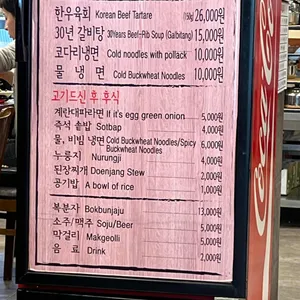 한우육회 Korean Beef Tartare (150g) 26,000원
30년 갈비탕 30Years Beef-Rib Soup (Galbitang) 15,000원
코다리냉면 Cold noodles with pollack 10,000원
물 냉 면 Cold Buckwheat Noodles 10,000원
고기드신 후 후식
계란대파라면 If it's egg green onion 5,000원
즉석 솥밥 Sotbap 4,000원
물, 비빔 냉면 Cold Buckwheat Noodles/Spicy Buckwheat Noodles 6,000원
누룽지 Nurungji 4,000원
된장찌개 Doenjang Stew 2,000원
공기밥 A bowl of rice 1,000원
복분자 Bokbunjaju 13,000원
소주/맥주 Soju/Beer 5,000원
막걸리 Makgeolli 5,000원
음 료 Drink 2,000원
Coca-Cola